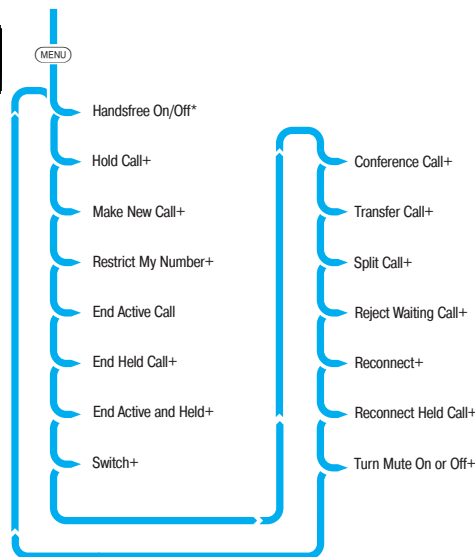 MENU
Handsfree On/Off*
Hold Call+
Make New Call+
Restrict My Number+
End Active Call
End Held Call+
End Active and Held+
Switch+
Conference Call+
Transfer Call+
Split Call+
Reject Waiting Call+
Reconnect+
Reconnect Held Call+
Turn Mute On or Off+